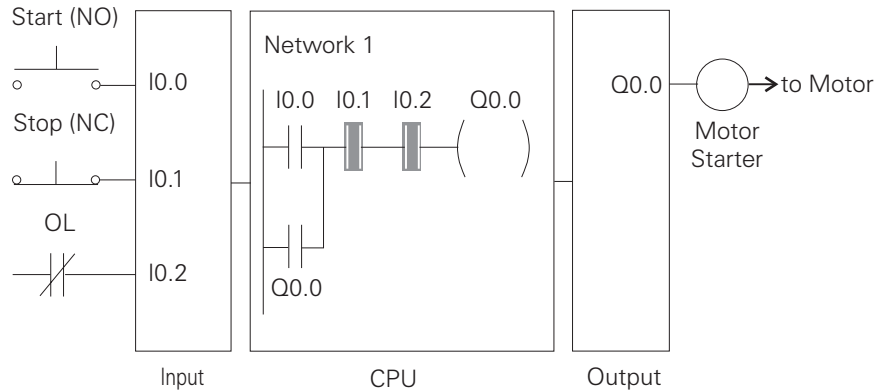 Start (NO)
I0.0
Stop (NC)
I0.1
OL
I0.2
Input
Network 1
I0.0 I0.1 I0.2 Q0.0
Q0.0
CPU
Q0.0
Output
to Motor
Motor
Starter